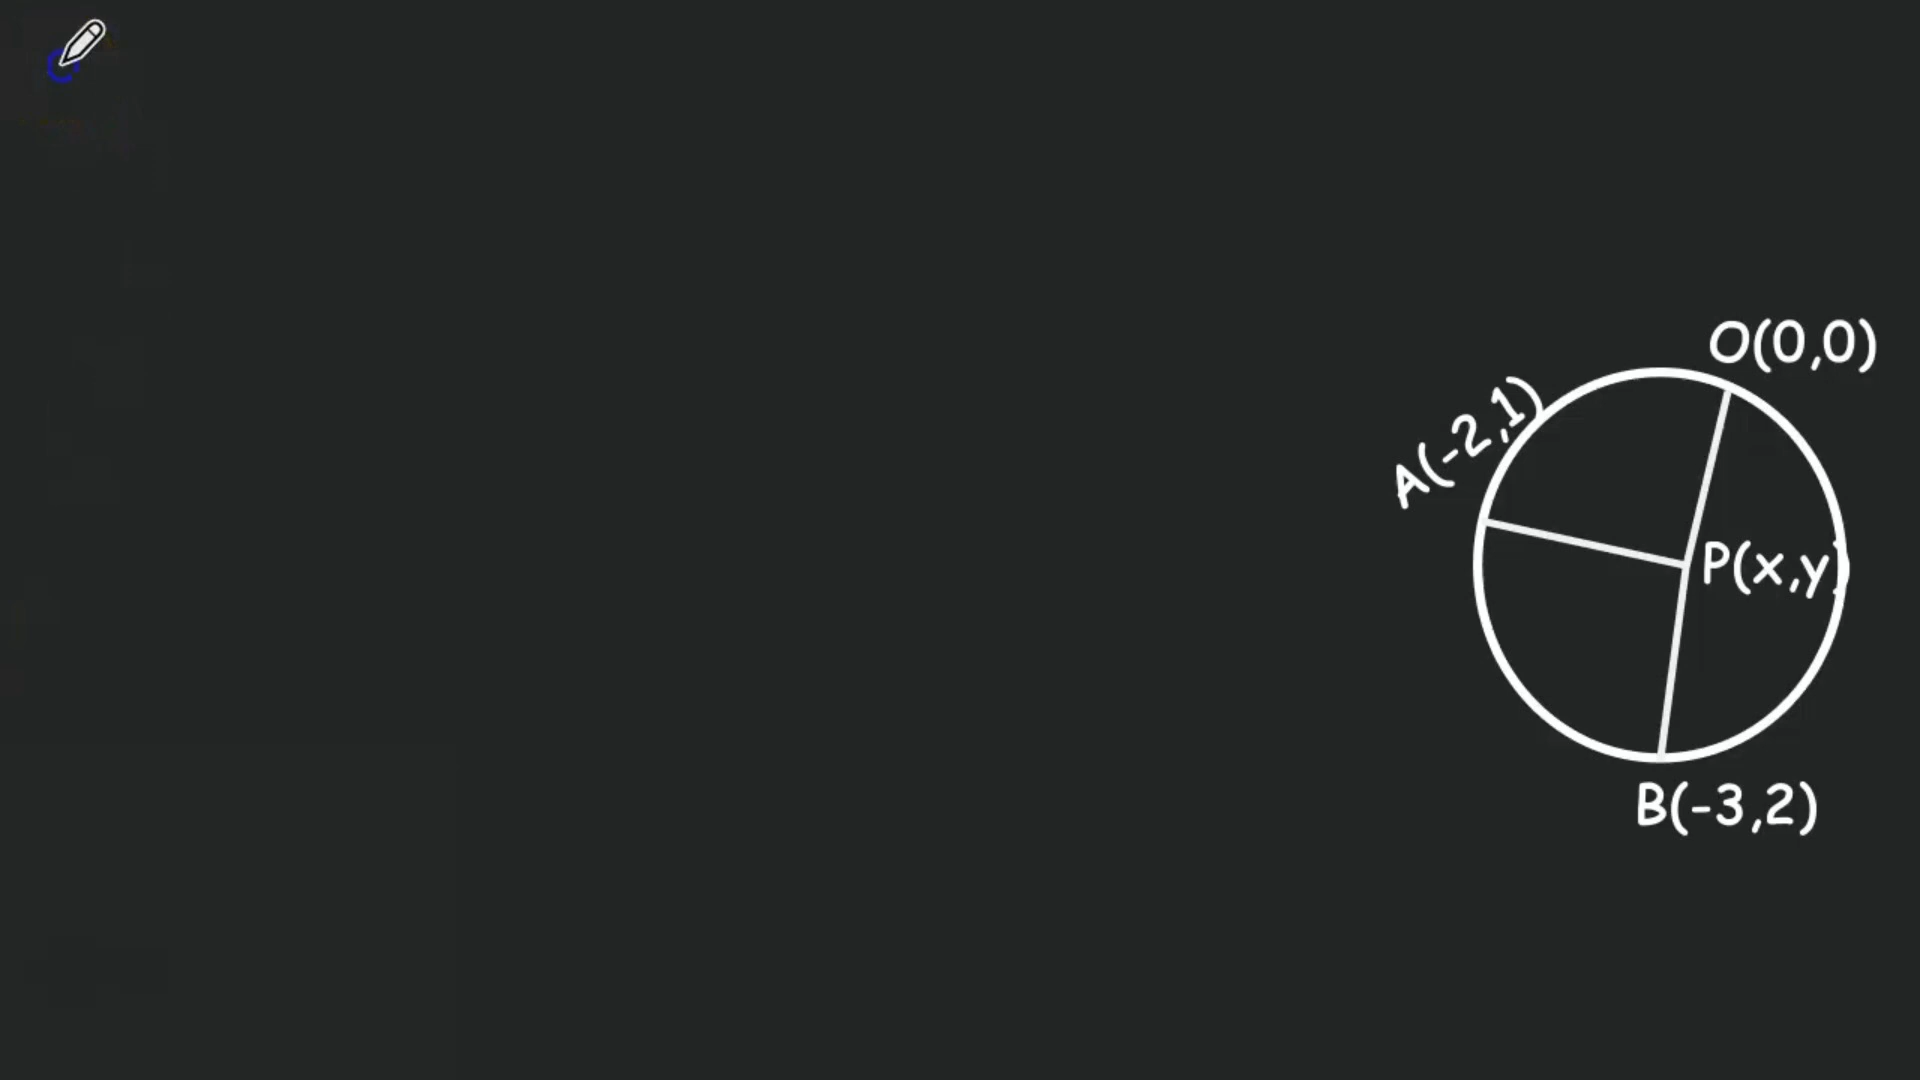 O(0,0)
A(-2,1)
P(x,y)
B(-3,2)